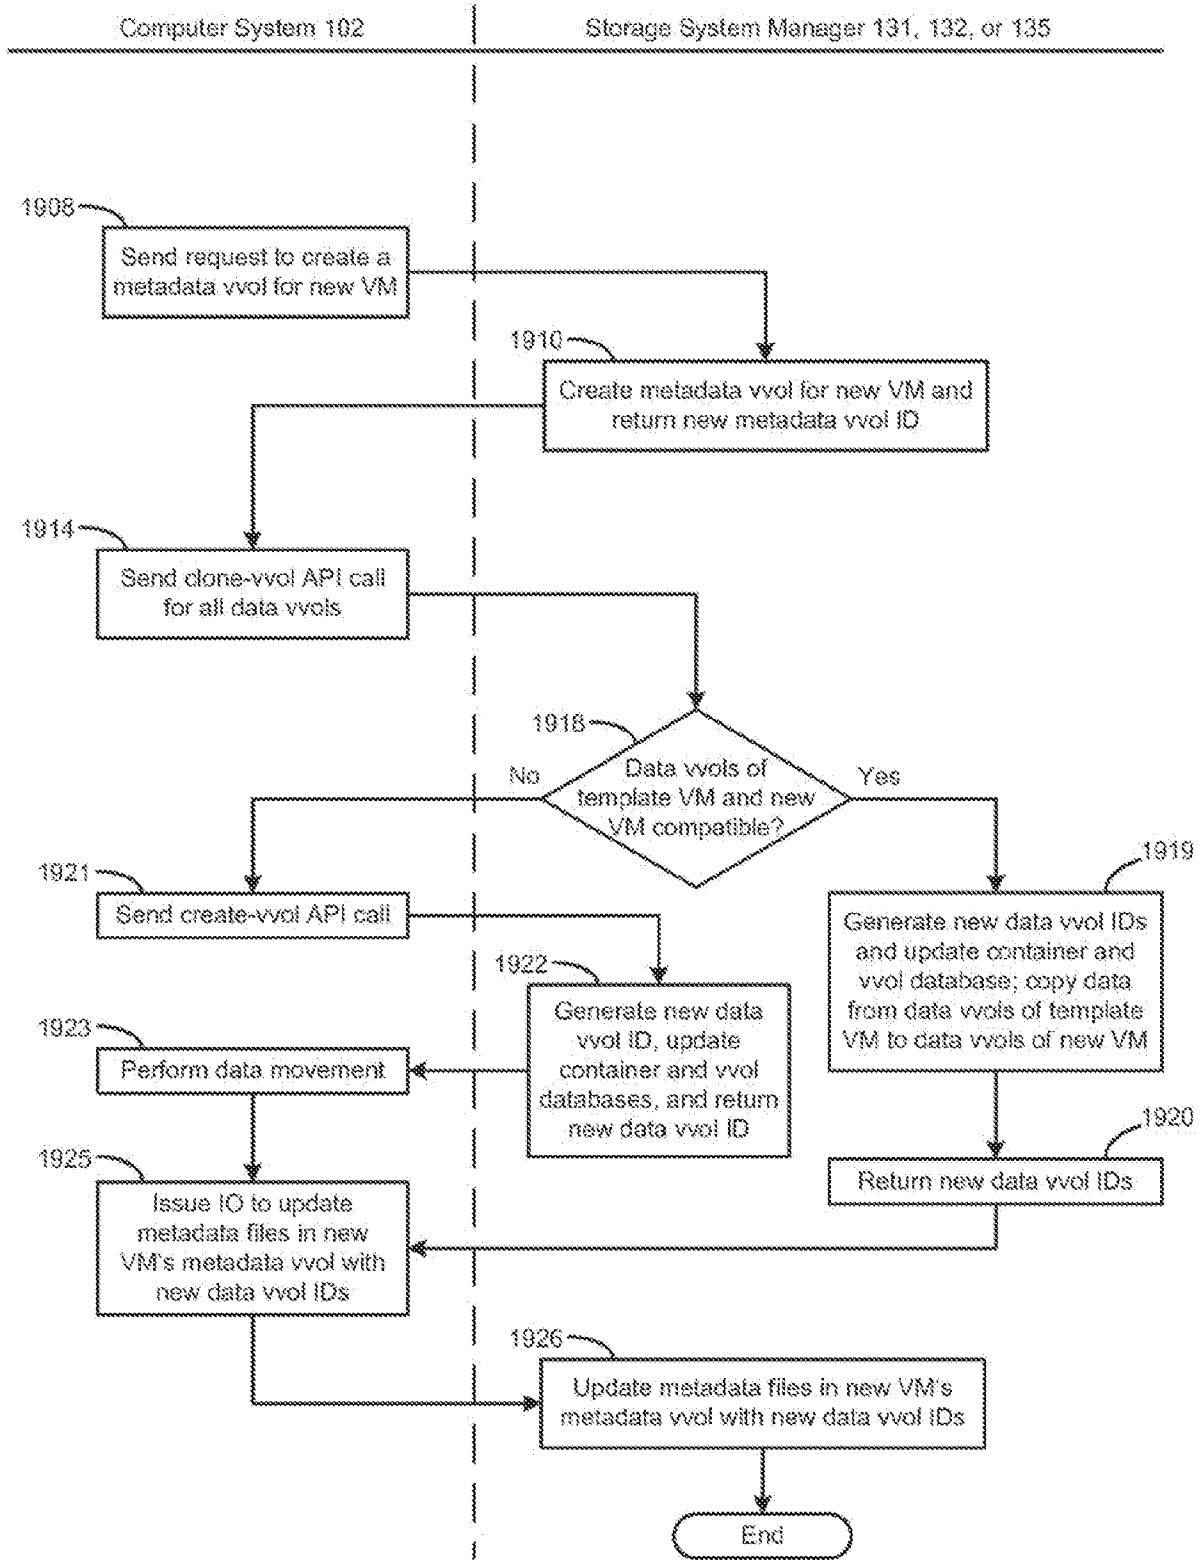 Computer System 102
Storage System Manager 131, 132, or 135
1908
Send request to create a
metadata vvol for new VM
1910
Create metadata vvol for new VM and
return new metadata vvol ID
1914
Send clone-vvol API call
for all data vvols
1918
No
Data vvols of
template VM and new
VM compatible?
Yes
1921
Send create-vvol API call
1919
Generate new data vvol IDs
and update container and
vvol database; copy data
from data vvols of template
VM to data vvols of new VM
1922
Generate new data
vvol ID, update
container and vvol
databases, and return
new data vvol ID
1923
Perform data movement
1920
Return new data vvol IDs
1925
Issue IO to update
metadata files in new
VM's metadata vvol with
new data vvol IDs
1926
Update metadata files in new VM's
metadata vvol with new data vvol IDs
End